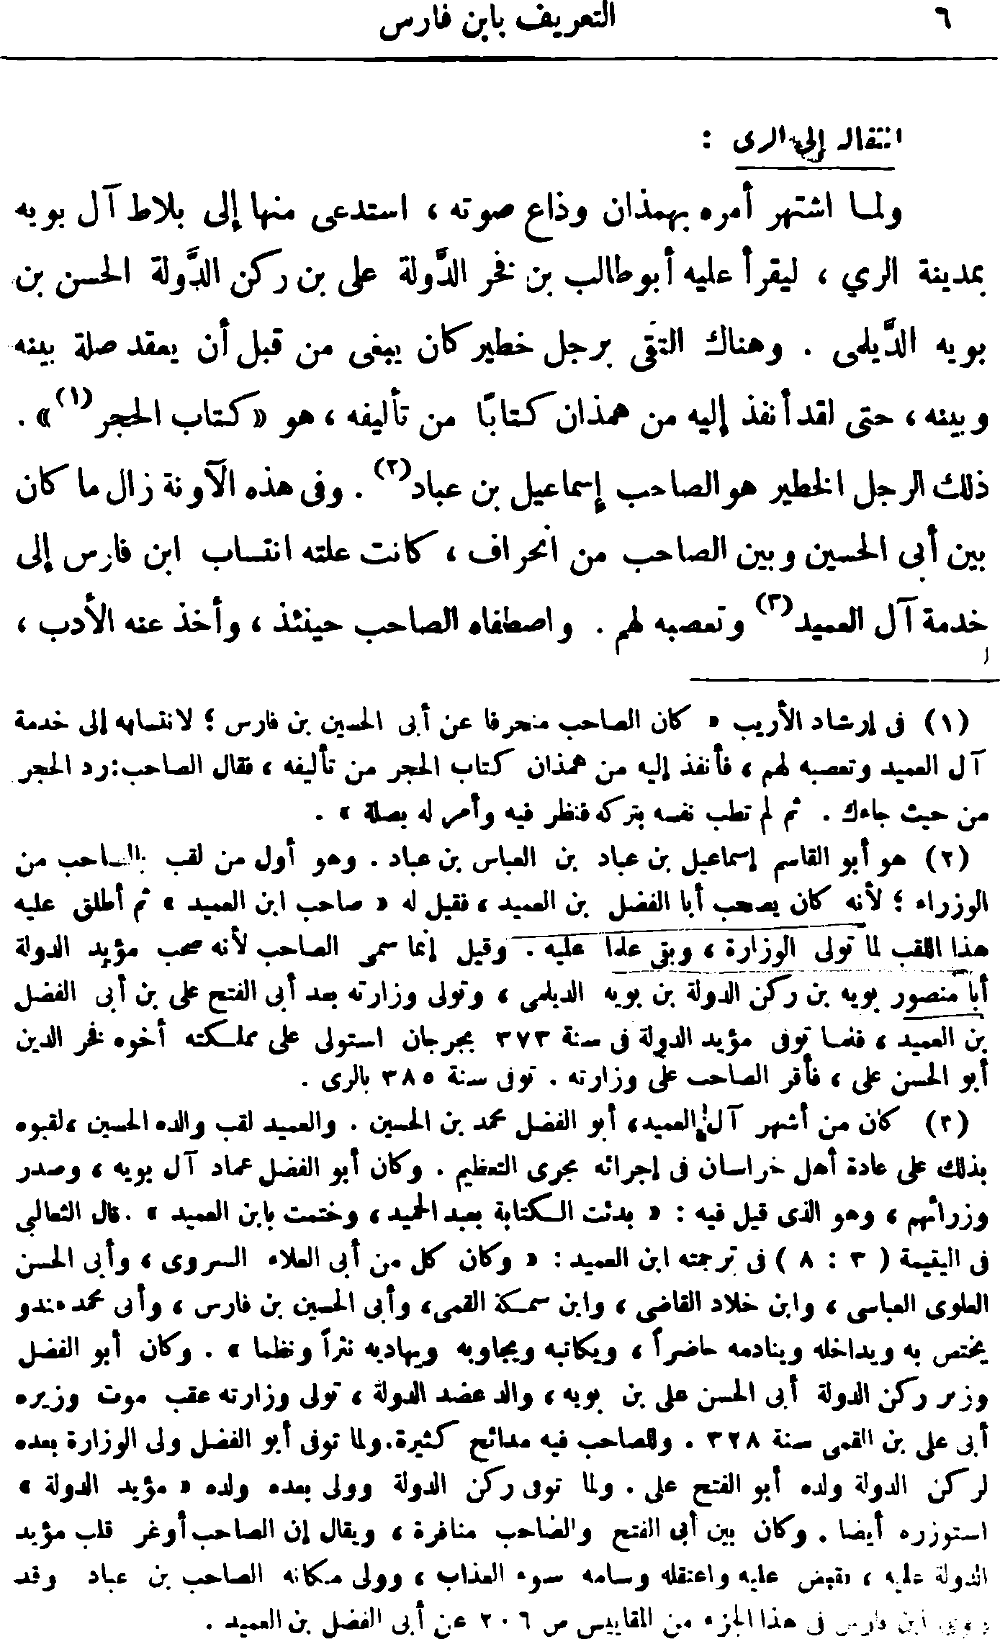 ٦
التعريف بابن فارس
انتقاله إلى الرى :
ولما اشتهر أمره بهمذان وذاع صوته ، استدعى منها إلى بلاط آل بويه
بمدينة الري ، ليقرأ عليه أبو طالب بن فخر الدَّولة على بن ركن الدَّولة الحسن بن
بويه الدَّيلمى . وهناك التقى برجل خطير كان يبغى من قبل أن يعقد صلة بينه
وبينه ، حتى لقد أنفذ إليه من همذان كتابًا من تأليفه ، هو « كتاب الحجر (١) » .
ذلك الرجل الخطير هو الصاحب إسماعيل بن عباد (٢) . وفى هذه الآونة زال ما كان
بين أبى الحسين وبين الصاحب من انحراف ، كانت علته انتساب ابن فارس إلى
خدمة آل العميد (٣) وتعصبه لهم . واصطفاه الصاحب حينئذ ، وأخذ عنه الأدب ،
(١) فى إرشاد الأريب « كان الصاحب منحرفا عن أبى الحسين بن فارس ؛ لانتسابه إلى خدمة
آل العميد وتعصبه لهم ، فأنفذ إليه من همذان كتاب الحجر من تأليفه ، فقال الصاحب : رد الحجر
من حيث جاءك . ثم لم تطب نفسه بتركه فنظر فيه وأمر له بصلة » .
(٢) هو أبو القاسم إسماعيل بن عباد بن العباس بن عباد . وهو أول من لقب بالصاحب من
الوزراء ؛ لأنه كان يصحب أبا الفضل بن العميد ، فقيل له « صاحب ابن العميد » ثم أطلق عليه
هذا اللقب لما تولى الوزارة ، وبقى علما عليه . وقيل إنما سمى الصاحب لأنه صحب مؤيد الدولة
أبا منصور بويه بن ركن الدولة بن بويه الديلمى ، وتولى وزارته بعد أبى الفتح على بن أبى الفضل
بن العميد ، فلما توفى مؤيد الدولة فى سنة ٣٧٣ بجرجان استولى على مملكته أخوه فخر الدين
أبو الحسن على ، فأقر الصاحب على وزارته . توفى سنة ٣٨٥ بالرى .
(٣) كان من أشهر آل العميد ، أبو الفضل محمد بن الحسين . والعميد لقب والده الحسين ، لقبوه
بذلك على عادة أهل خراسان فى إجرائه مجرى التعظيم . وكان أبو الفضل عماد آل بويه ، وصدر
وزرائهم ، وهو الذى قيل فيه : « بدئت الكتابة بعبد الحميد ، وختمت بابن العميد » . قال الثعالبي
فى اليتيمة ( ٣ : ٨ ) فى ترجمته ابن العميد : « وكان كل من أبى العلاء السروى ، وأبى الحسن
العلوى العباسى ، وابن خلاد القاضى ، وابن سمكة القمى ، وأبى الحسين بن فارس ، وأبى محمد هندو
يختص به ويداخله وينادمه حاضراً ، ويكاتبه ويجاوبه ويهاديه نثراً ونظما » . وكان أبو الفضل
وزير ركن الدولة أبى الحسن على بن بويه ، والد عضد الدولة ، تولى وزارته عقب موت وزيره
أبى على بن القمى سنة ٣٢٨ . وللصاحب فيه مدائح كثيرة . ولما توفى أبو الفضل ولى الوزارة بعده
لركن الدولة ولده أبو الفتح على . ولما توفى ركن الدولة وولى بعده ولده « مؤيد الدولة »
استوزره أيضا . وكان بين أبى الفتح والصاحب منافرة ، ويقال إن الصاحب أوغر قلب مؤيد
الدولة عليه ، فقبض عليه واعتقله وسامه سوء العذاب ، وولى مكانه الصاحب بن عباد وقد
روى ابن فارس فى هذا الجزء من المقاييس ص ٢٠٦ عن أبى الفضل بن العميد .